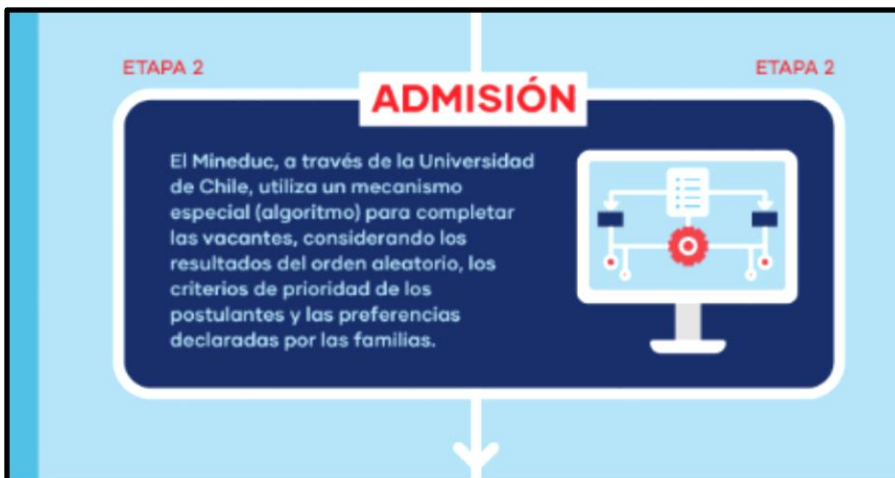 ETAPA 2
ETAPA 2
ADMISIÓN
El Mineduc, a través de la Universidad
de Chile, utiliza un mecanismo
especial (algoritmo) para completar
las vacantes, considerando los
resultados del orden aleatorio, los
criterios de prioridad de los
postulantes y las preferencias
declaradas por las familias.